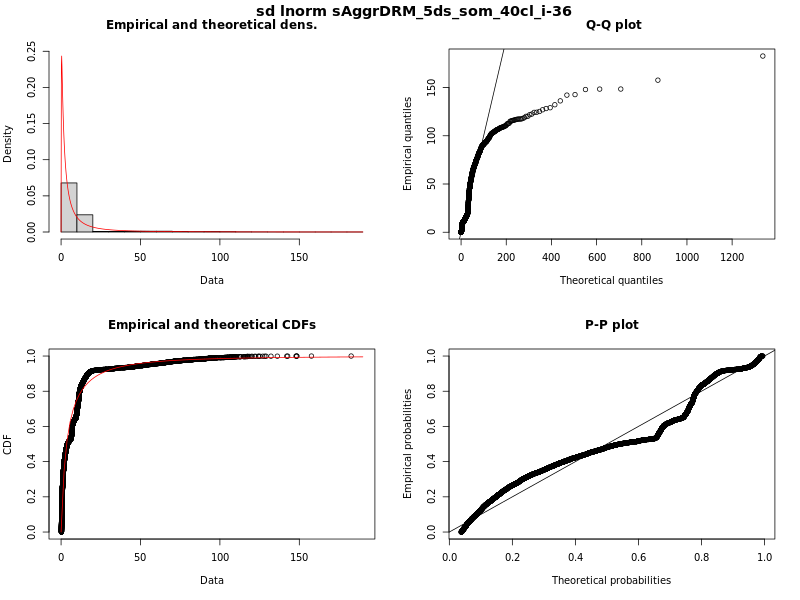 sd lnorm sAggrDRM_5ds_som_40cl_i-36
Empirical and theoretical dens.
Density
0.00 0.05 0.10 0.15 0.20 0.25
0 50 100 150
Data
Q-Q plot
Empirical quantiles
0 50 100 150
0 200 400 600 800 1000 1200
Theoretical quantiles
Empirical and theoretical CDFs
CDF
0.0 0.2 0.4 0.6 0.8 1.0
0 50 100 150
Data
P-P plot
Empirical probabilities
0.0 0.2 0.4 0.6 0.8 1.0
0.0 0.2 0.4 0.6 0.8 1.0
Theoretical probabilities